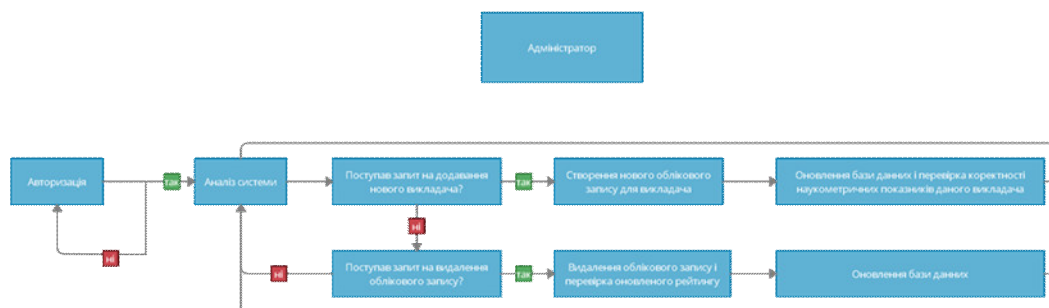 Адміністратор
Авторизація
так
Аналіз системи
Поступав запит на додавання
нового викладача?
так
Створення нового облікового
запису для викладача
Оновлення бази данних і перевірка коректності
наукометричних показників даного викладача
ні
ні
ні
Поступав запит на видалення
облікового запису?
так
Видалення облікового запису і
перевірка оновленого рейтингу
Оновлення бази данних